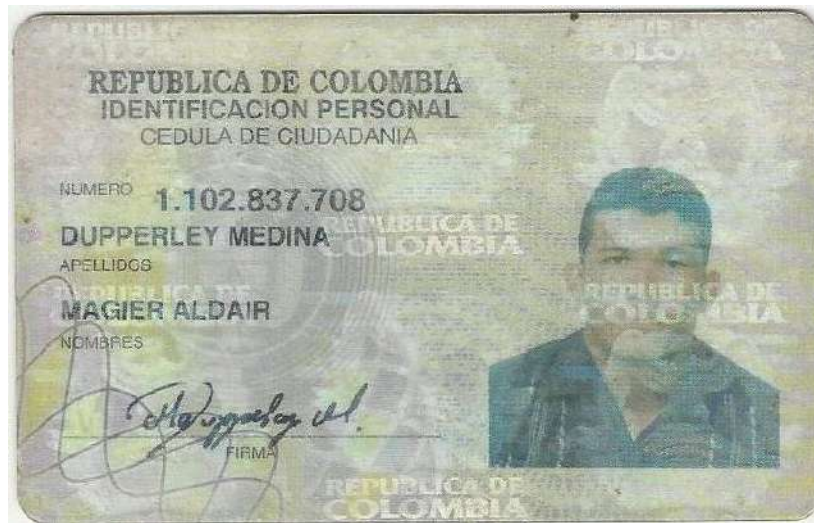 REPUBLICA DE COLOMBIA
IDENTIFICACION PERSONAL
CEDULA DE CIUDADANIA
NUMERO 1.102.837.708
DUPPERLEY MEDINA
APELLIDOS
MAGIER ALDAIR
NOMBRES
FIRMA
REPUBLICA DE
COLOMBIA
REPUBLICA DE
COLOMBIA
REPUBLICA DE
COLOMBIA